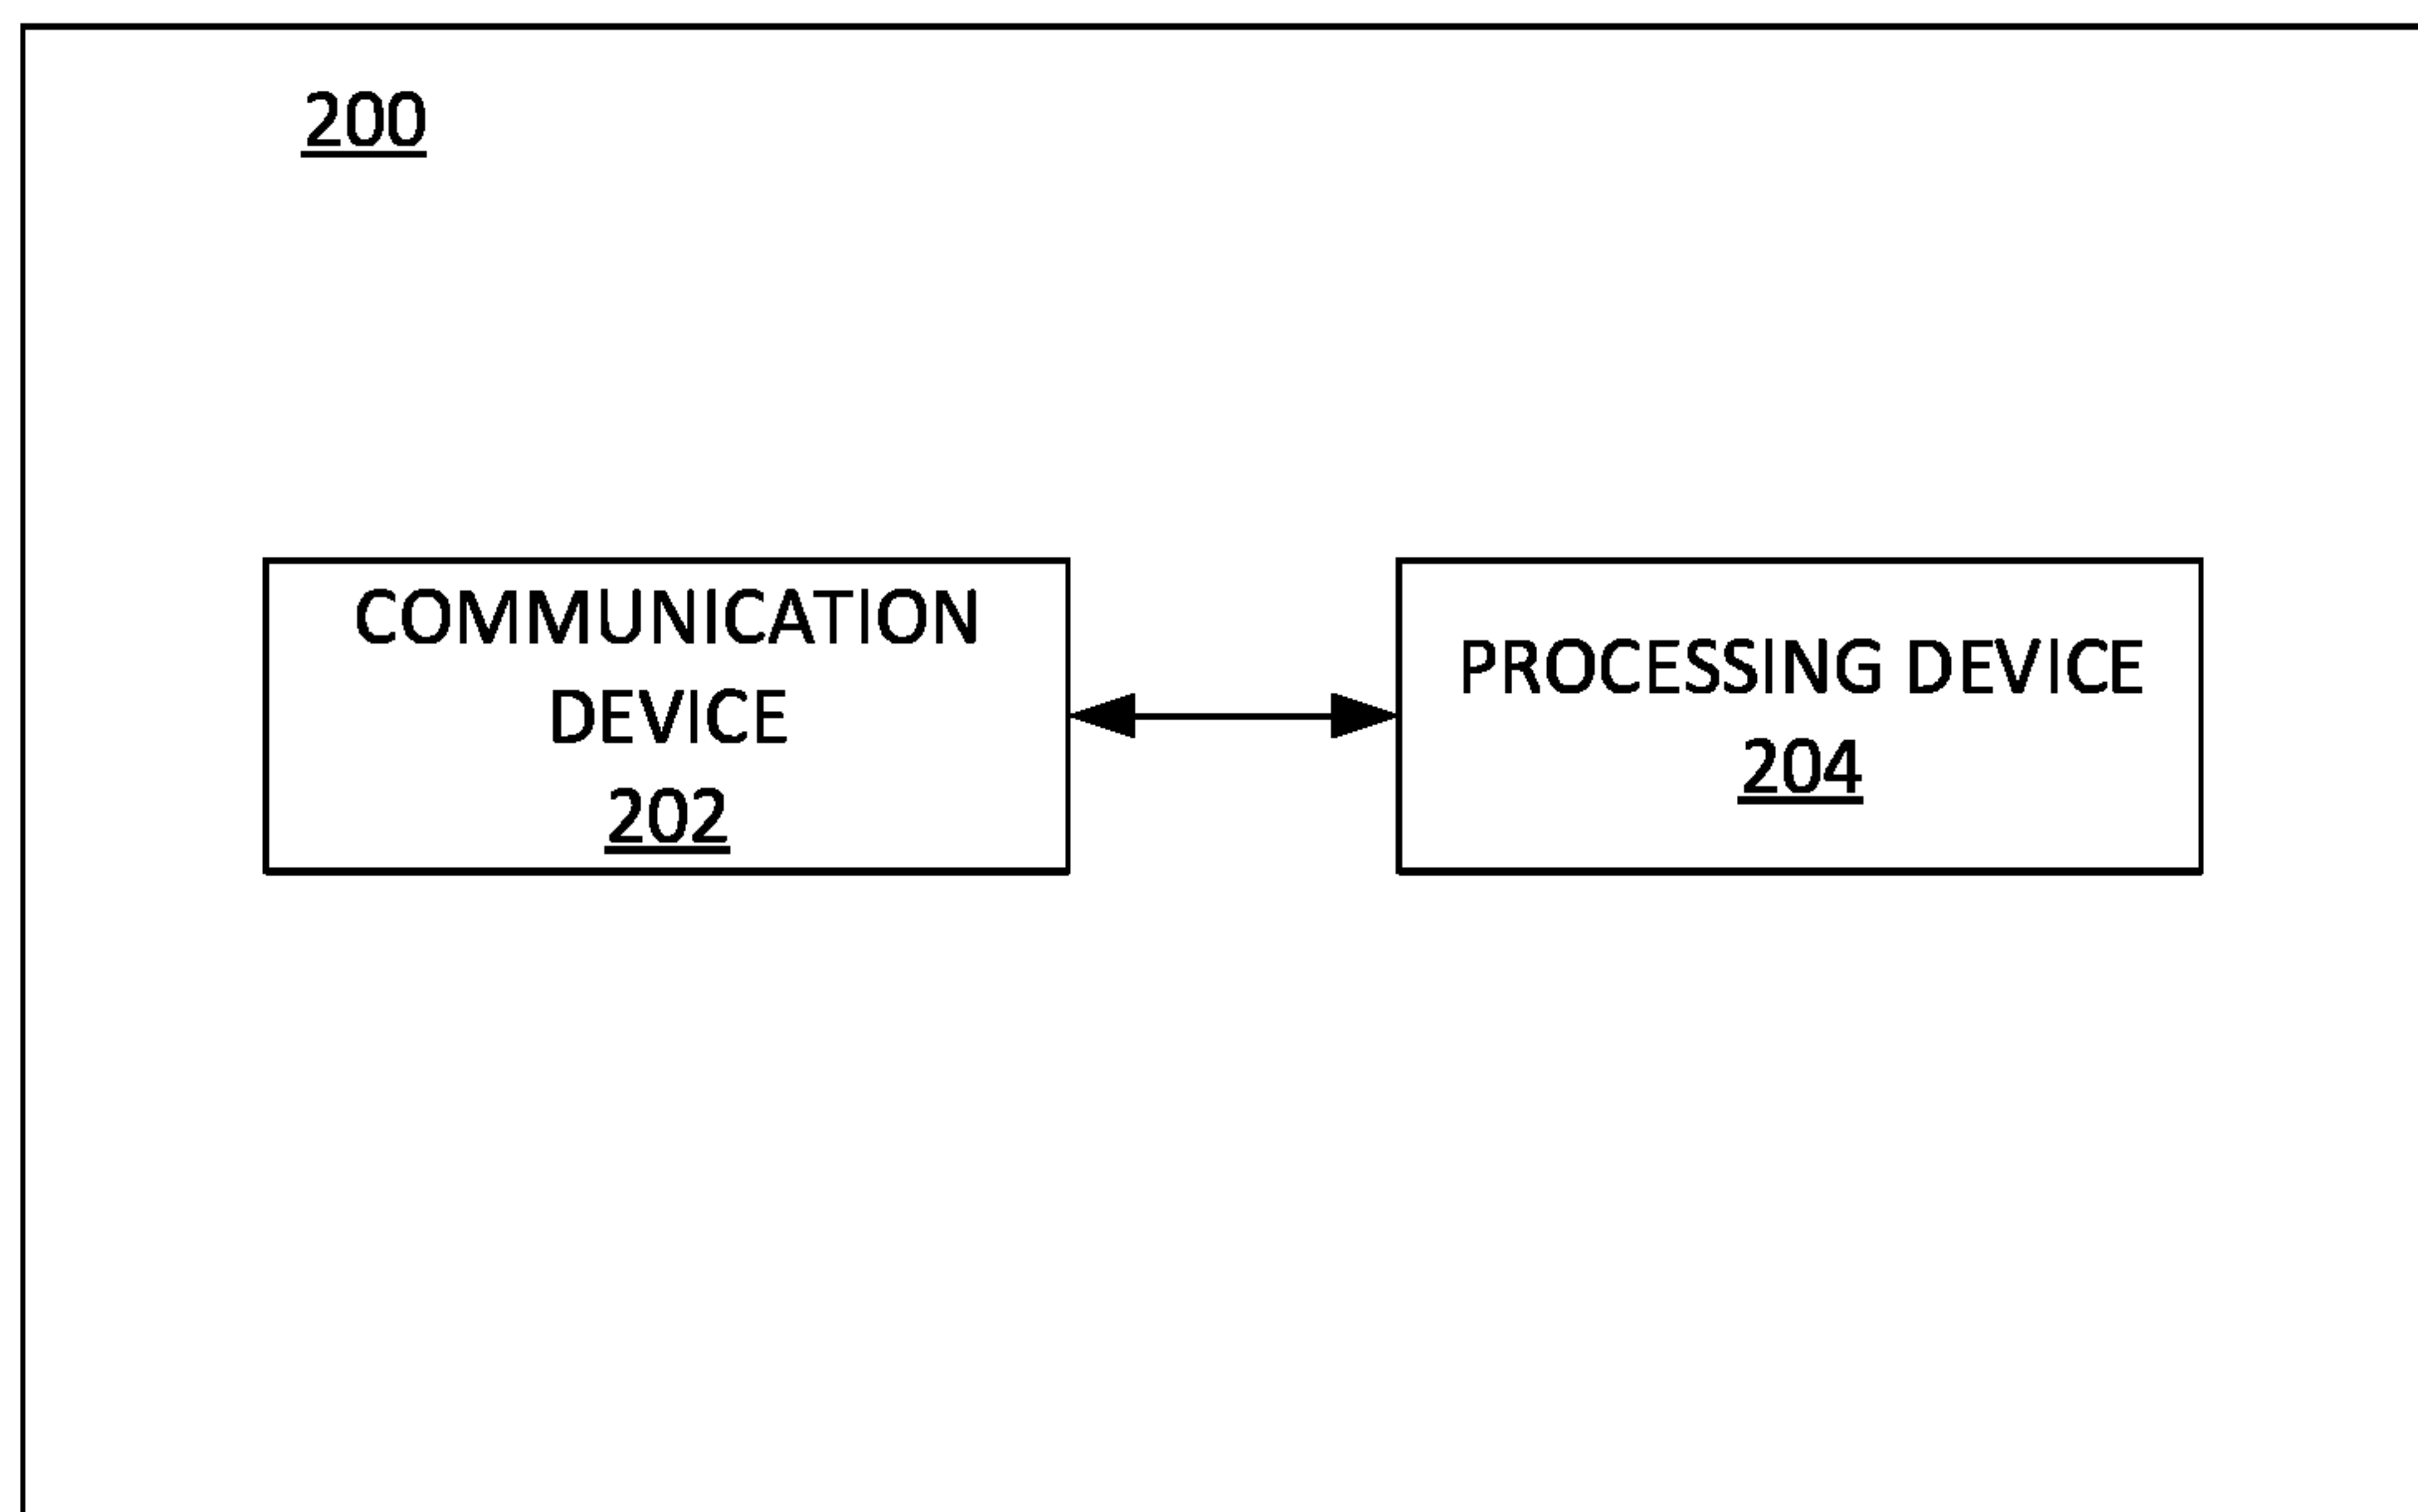 200
COMMUNICATION
DEVICE
202
PROCESSING DEVICE
204